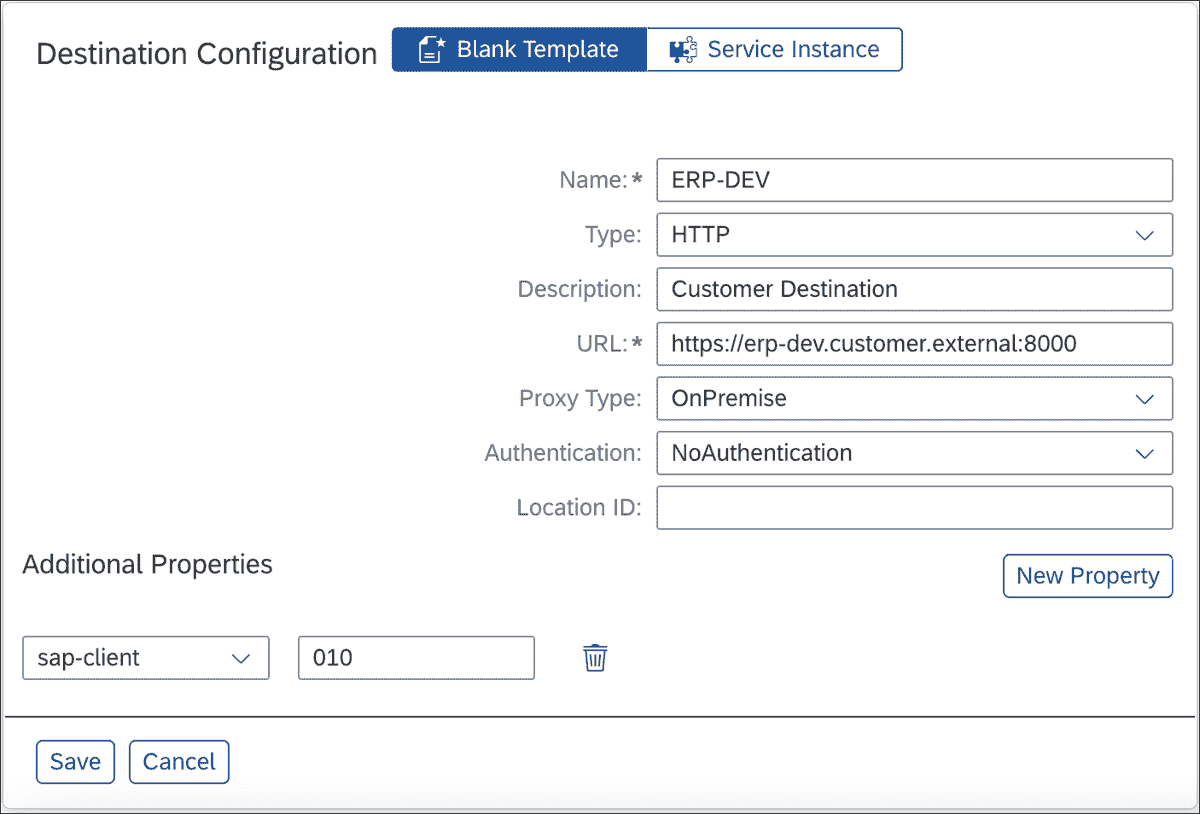 Destination Configuration Blank Template Service Instance
Name:* ERP-DEV
Type: HTTP
Description: Customer Destination
URL:* https://erp-dev.customer.external:8000
Proxy Type: OnPremise
Authentication: NoAuthentication
Location ID:
Additional Properties New Property
sap-client 010
Save Cancel